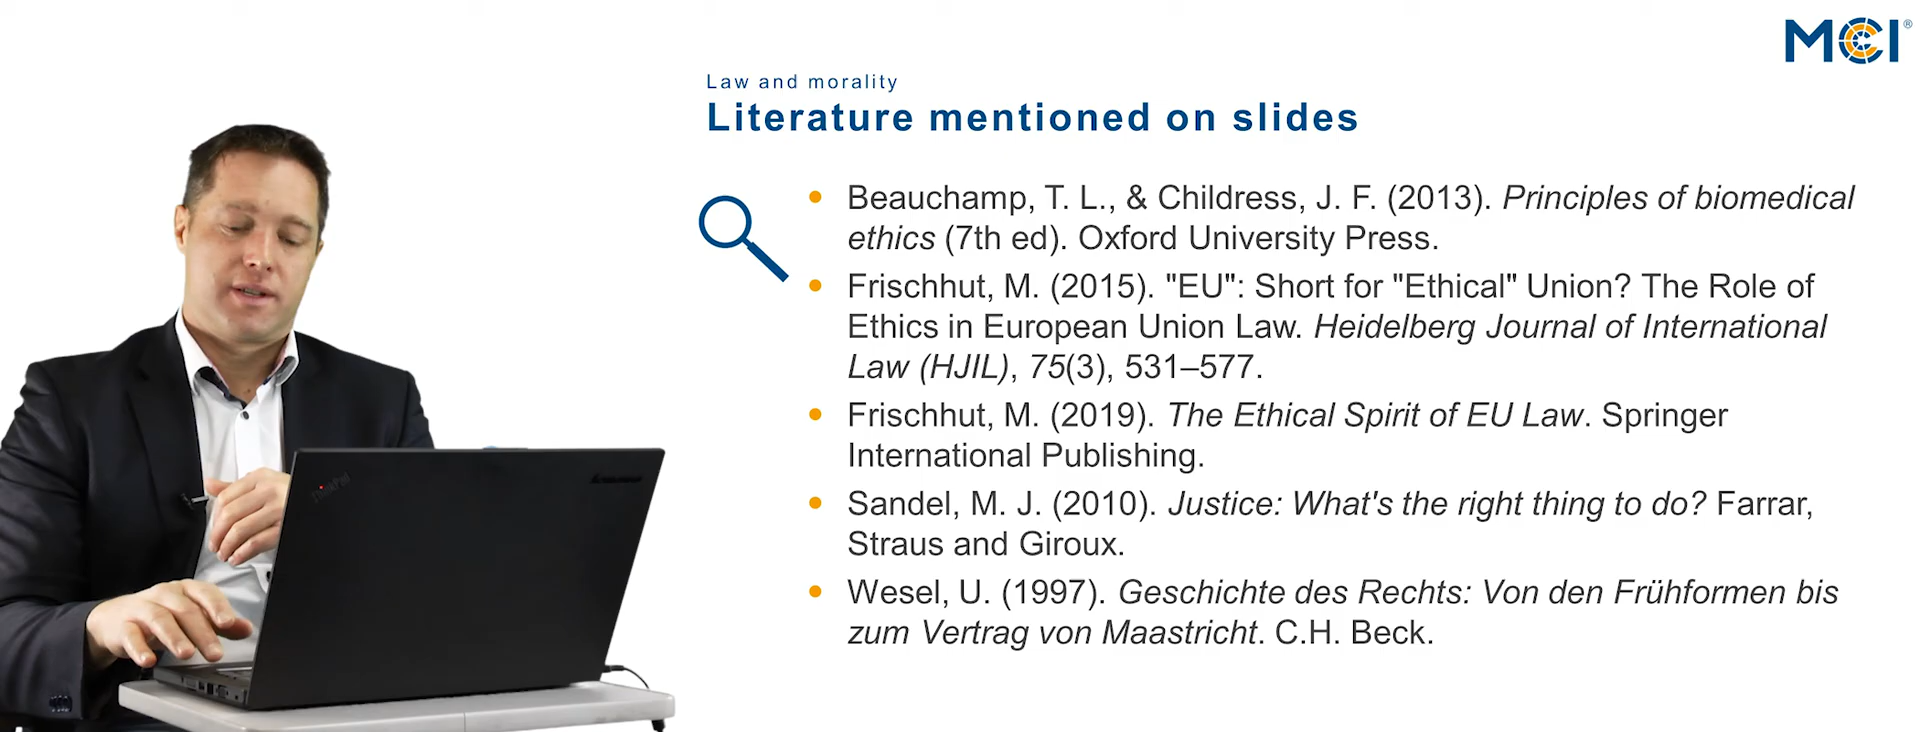 MCI®
Law and morality
Literature mentioned on slides
Beauchamp, T. L., & Childress, J. F. (2013). Principles of biomedical
ethics (7th ed). Oxford University Press.
Frischhut, M. (2015). "EU": Short for "Ethical" Union? The Role of
Ethics in European Union Law. Heidelberg Journal of International
Law (HJIL), 75(3), 531–577.
Frischhut, M. (2019). The Ethical Spirit of EU Law. Springer
International Publishing.
Sandel, M. J. (2010). Justice: What's the right thing to do? Farrar,
Straus and Giroux.
Wesel, U. (1997). Geschichte des Rechts: Von den Frühformen bis
zum Vertrag von Maastricht. C.H. Beck.
ThinkPad